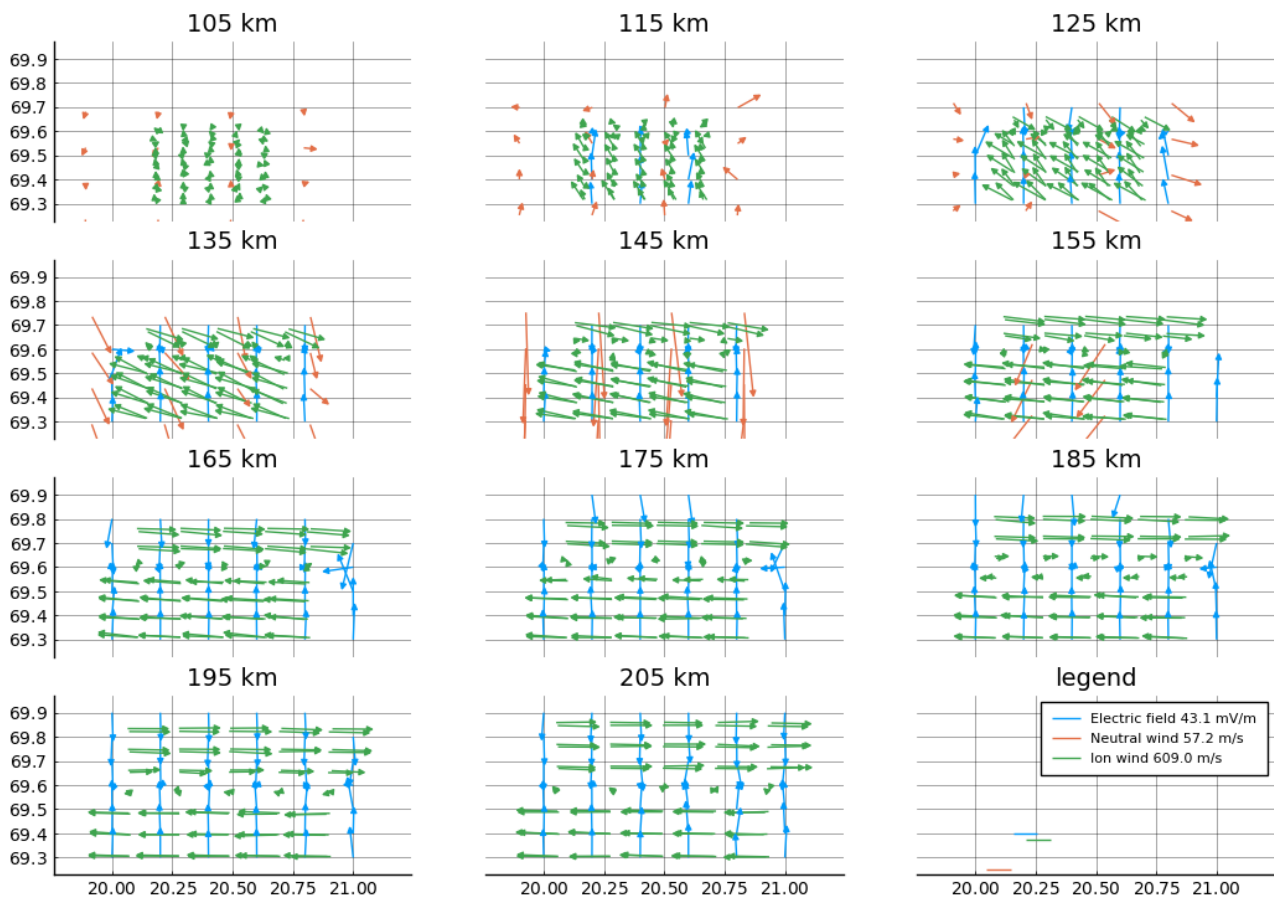 105 km
115 km
125 km
69.9
69.8
69.7
69.6
69.5
69.4
69.3
135 km
145 km
155 km
69.9
69.8
69.7
69.6
69.5
69.4
69.3
165 km
175 km
185 km
69.9
69.8
69.7
69.6
69.5
69.4
69.3
195 km
205 km
legend
69.9
69.8
69.7
69.6
69.5
69.4
69.3
Electric field 43.1 mV/m
Neutral wind 57.2 m/s
Ion wind 609.0 m/s
20.00 20.25 20.50 20.75 21.00
20.00 20.25 20.50 20.75 21.00
20.00 20.25 20.50 20.75 21.00